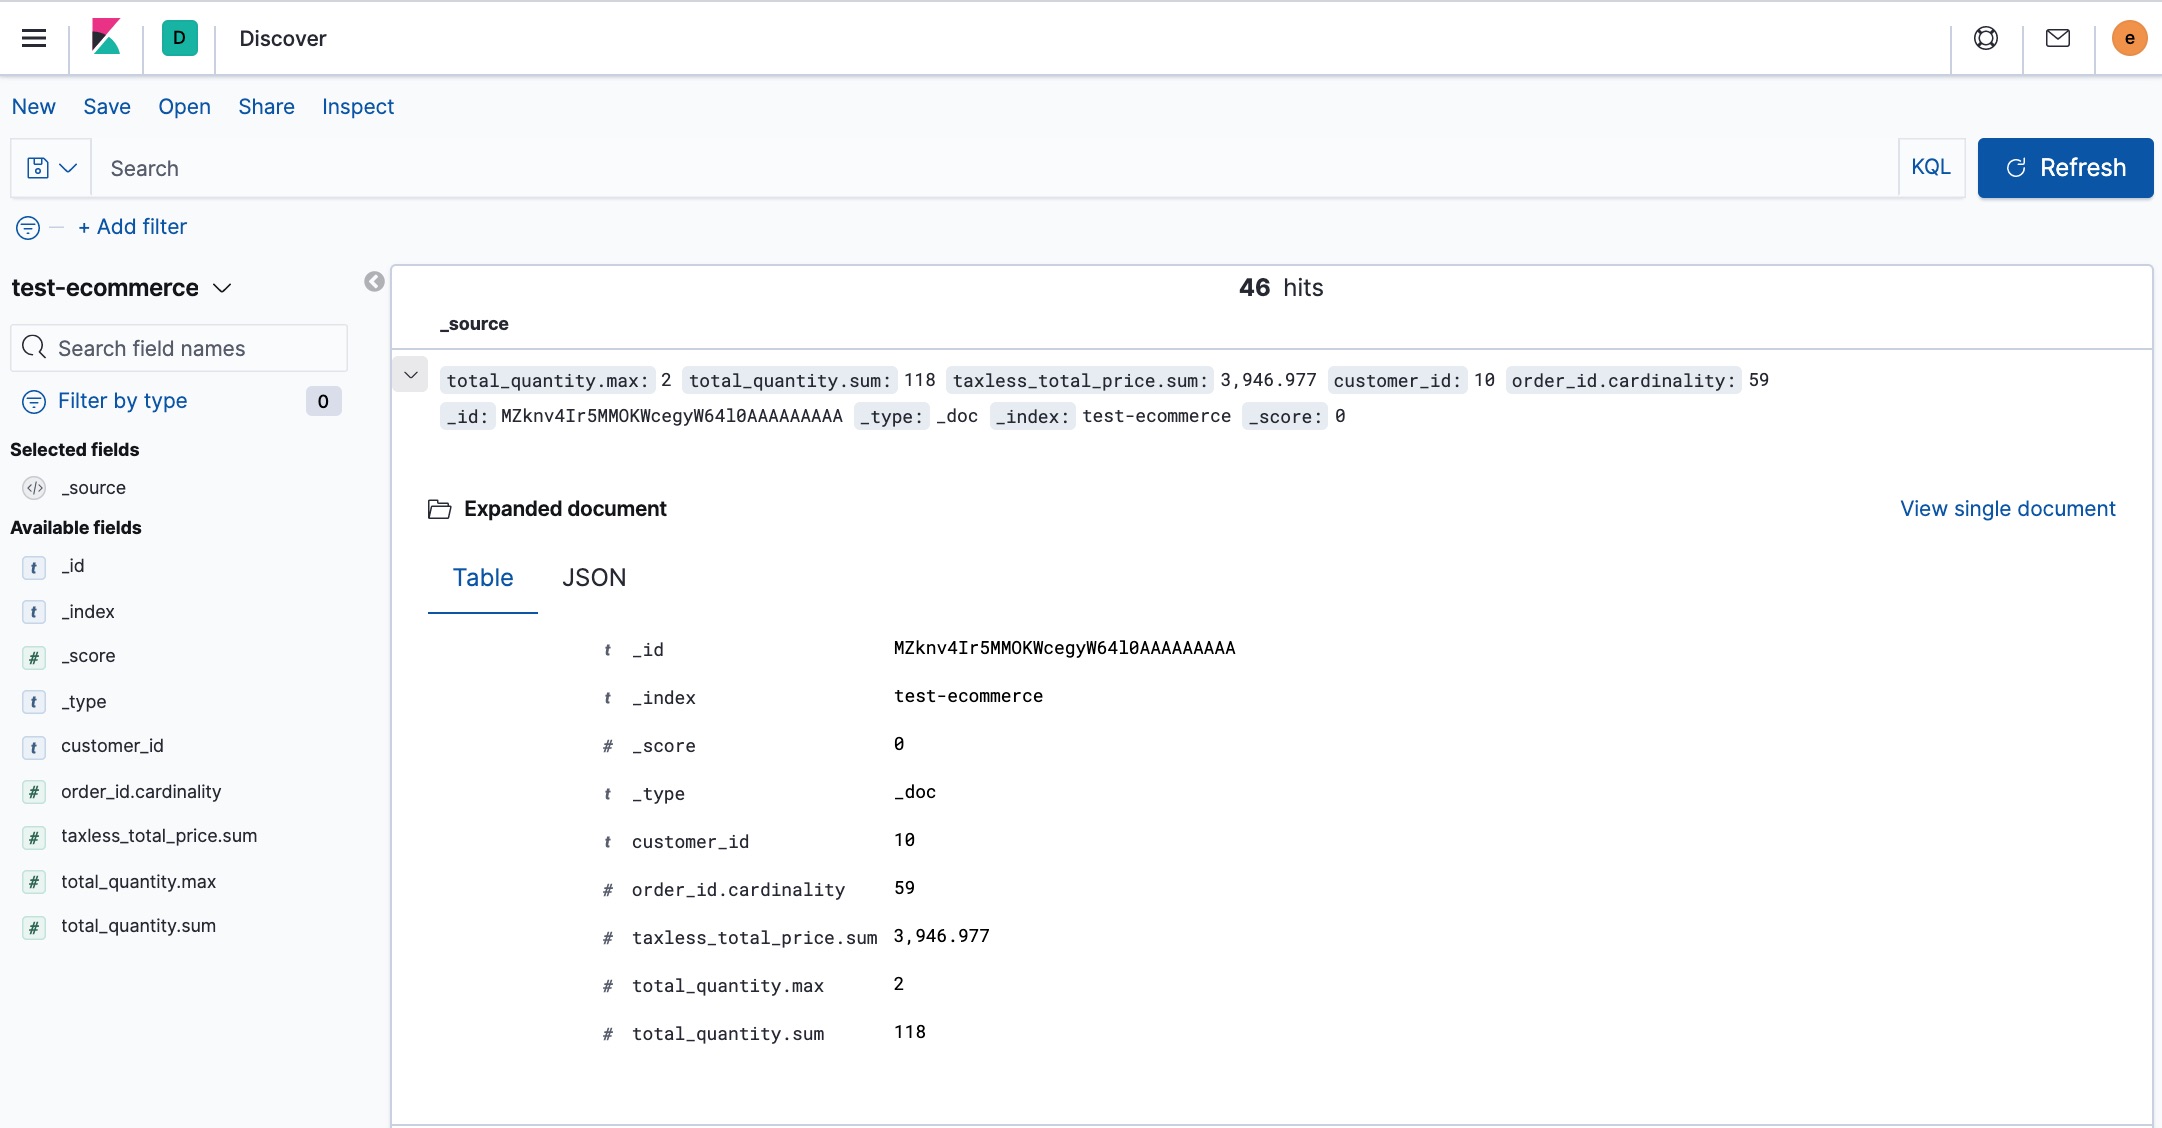 D Discover e
New Save Open Share Inspect
Search KQL Refresh
+ Add filter
test-ecommerce
Search field names
Filter by type 0
Selected fields
_source
Available fields
t _id
t _index
# _score
t _type
t customer_id
# order_id.cardinality
# taxless_total_price.sum
# total_quantity.max
# total_quantity.sum
46 hits
_source
total_quantity.max: 2 total_quantity.sum: 118 taxless_total_price.sum: 3,946.977 customer_id: 10 order_id.cardinality: 59
_id: MZknv4Ir5MMOKWcegyW64l0AAAAAAAAA _type: _doc _index: test-ecommerce _score: 0
Expanded document View single document
Table JSON
t _id MZknv4Ir5MMOKWcegyW64l0AAAAAAAAA
t _index test-ecommerce
# _score 0
t _type _doc
t customer_id 10
# order_id.cardinality 59
# taxless_total_price.sum 3,946.977
# total_quantity.max 2
# total_quantity.sum 118